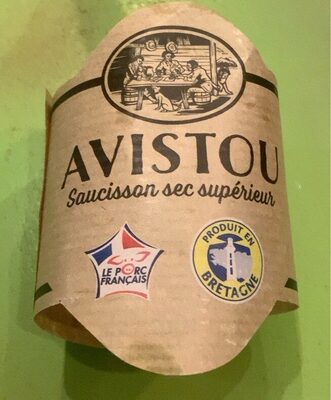 AVISTOU
Saucisson sec supérieur
LE PORC
FRANÇAIS
PRODUIT EN
BRETAGNE